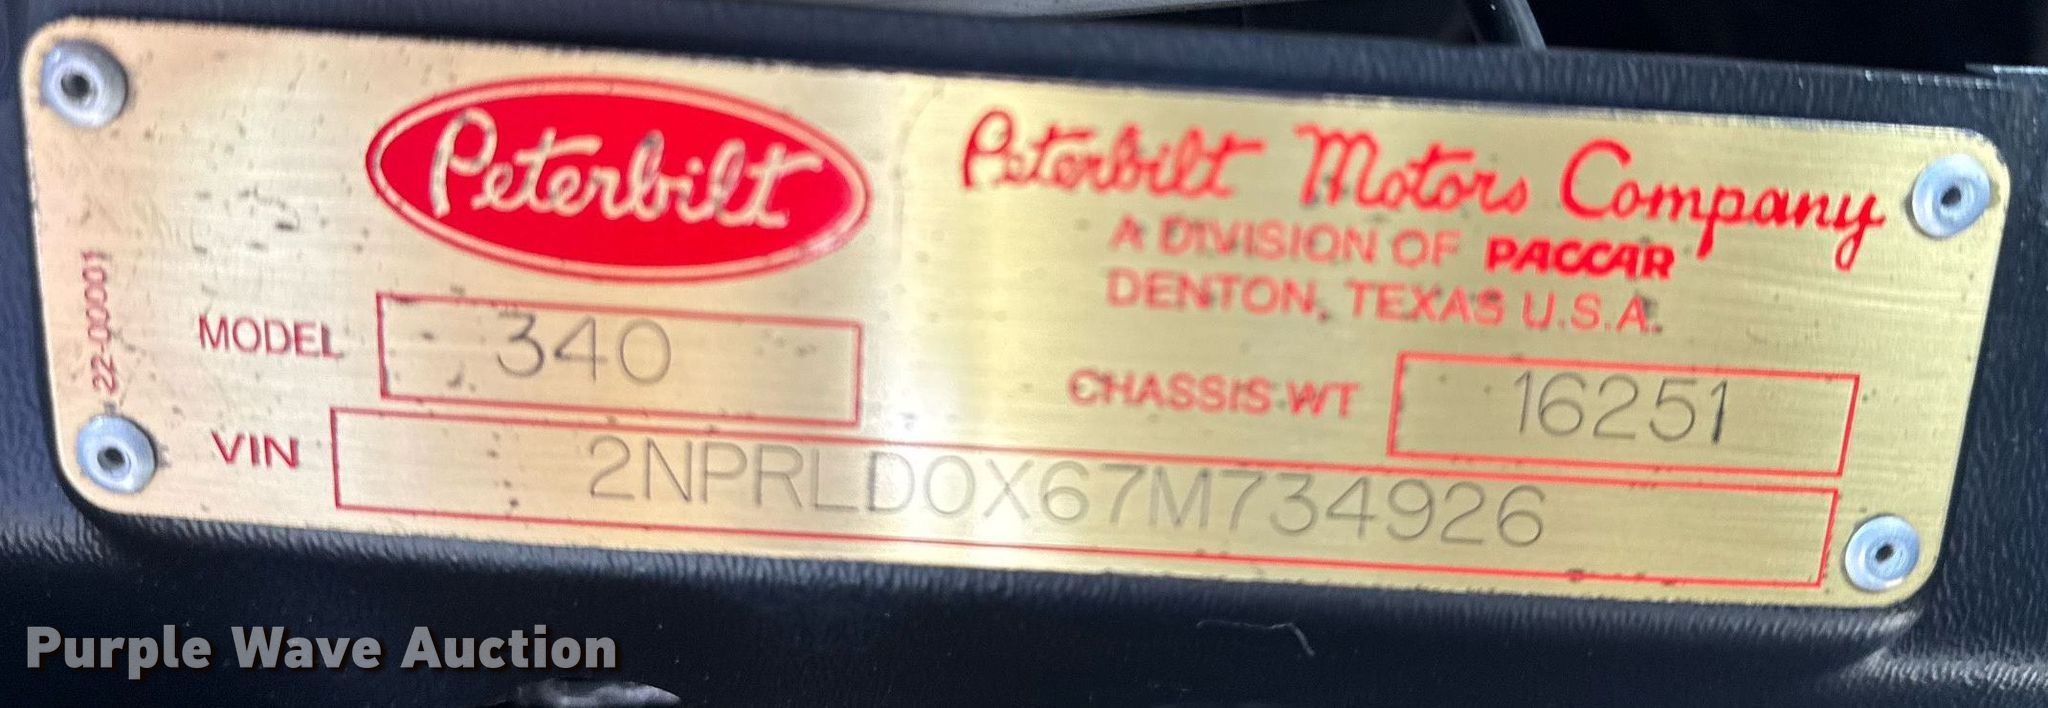 Peterbilt
Peterbilt Motors Company
A DIVISION OF PACCAR
DENTON, TEXAS U.S.A.
22-00001
MODEL 340
CHASSIS WT 16251
VIN 2NPRLD0X67M734926
Purple Wave Auction